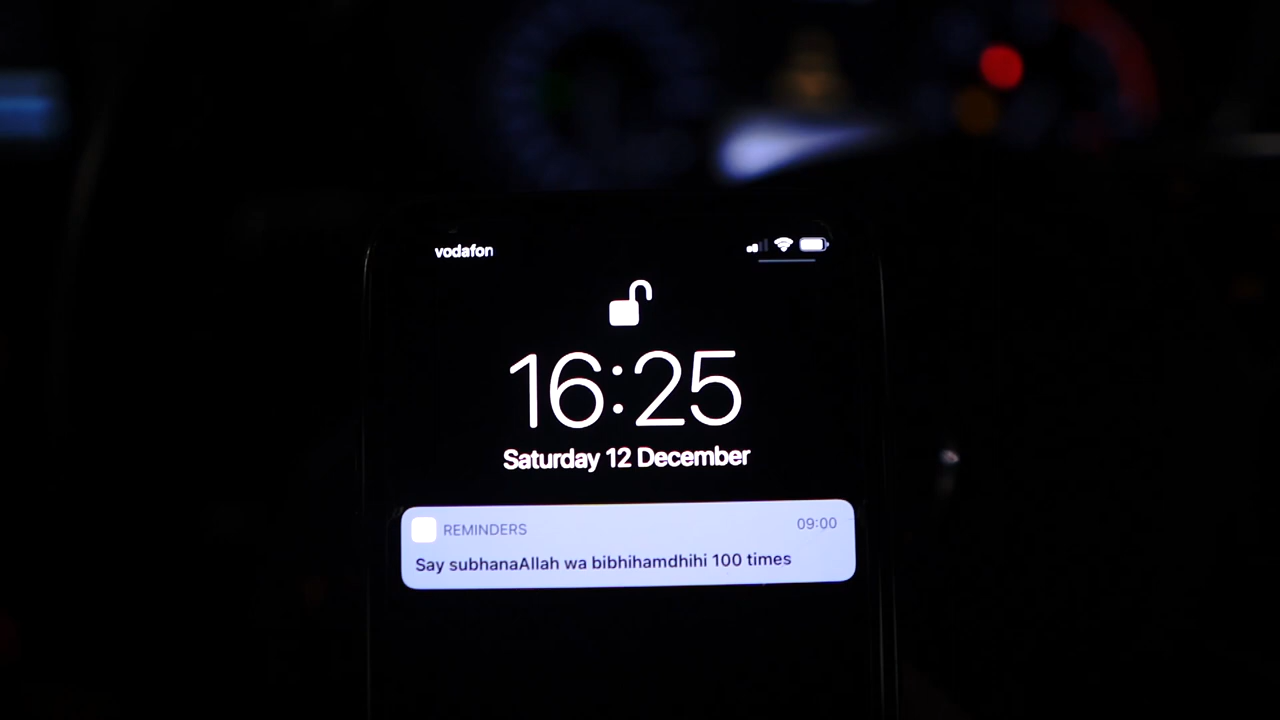 vodafon
16:25
Saturday 12 December
REMINDERS 09:00
Say subhanaAllah wa bibhihamdhihi 100 times